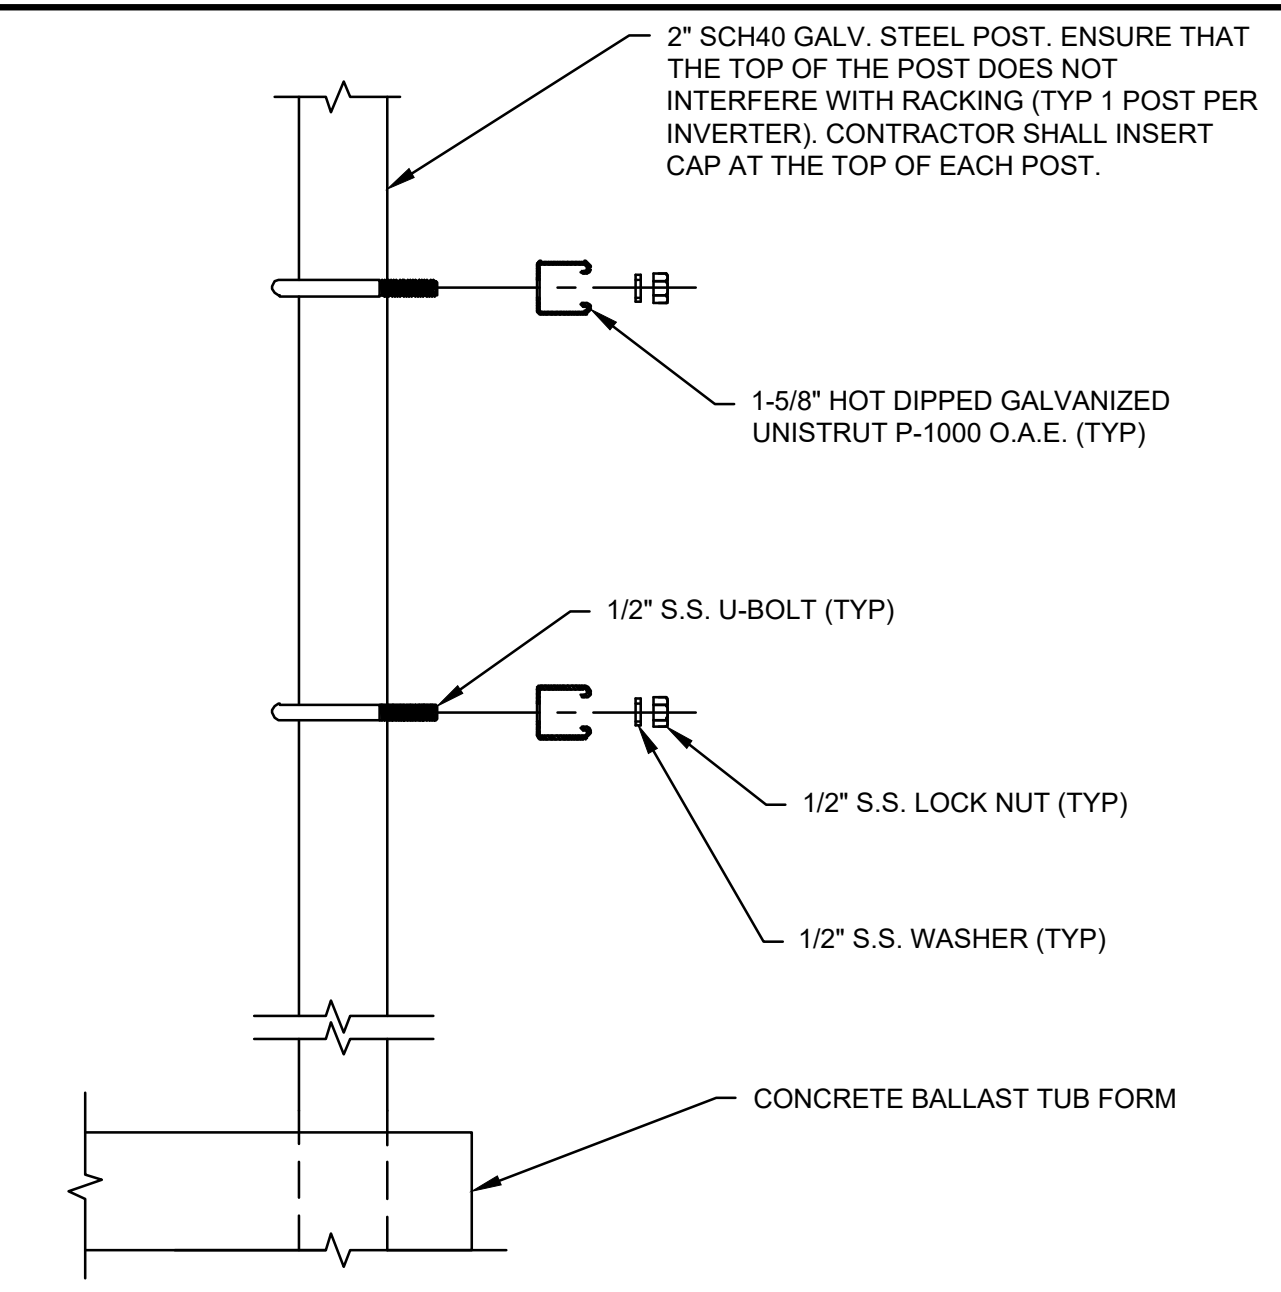 2" SCH40 GALV. STEEL POST. ENSURE THAT
THE TOP OF THE POST DOES NOT
INTERFERE WITH RACKING (TYP 1 POST PER
INVERTER). CONTRACTOR SHALL INSERT
CAP AT THE TOP OF EACH POST.
1-5/8" HOT DIPPED GALVANIZED
UNISTRUT P-1000 O.A.E. (TYP)
1/2" S.S. U-BOLT (TYP)
1/2" S.S. LOCK NUT (TYP)
1/2" S.S. WASHER (TYP)
CONCRETE BALLAST TUB FORM